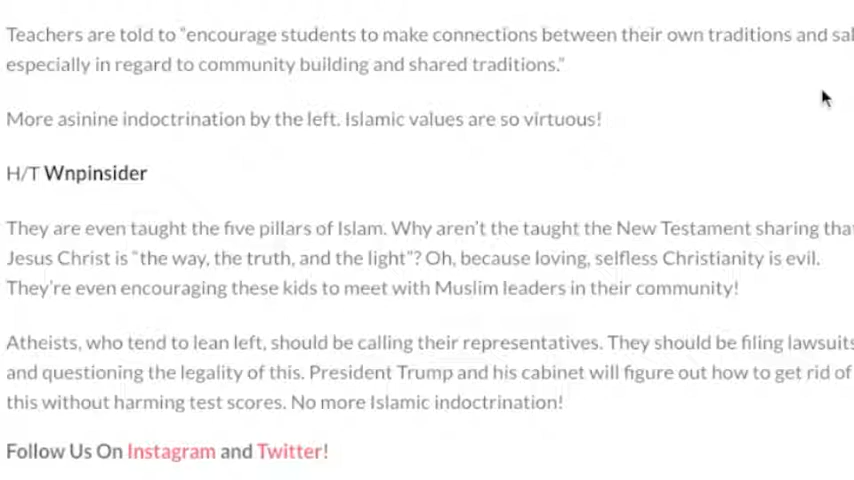 Teachers are told to "encourage students to make connections between their own traditions and
especially in regard to community building and shared traditions."
More asinine indoctrination by the left. Islamic values are so virtuous!
H/T Wnpinsider
They are even taught the five pillars of Islam. Why aren't the taught the New Testament sharing
Jesus Christ is "the way, the truth, and the light"? Oh, because loving, selfless Christianity is evil.
They're even encouraging these kids to meet with Muslim leaders in their community!
Atheists, who tend to lean left, should be calling their representatives. They should be filing lawsuits
and questioning the legality of this. President Trump and his cabinet will figure out how to get rid of
this without harming test scores. No more Islamic indoctrination!
Follow Us On Instagram and Twitter!